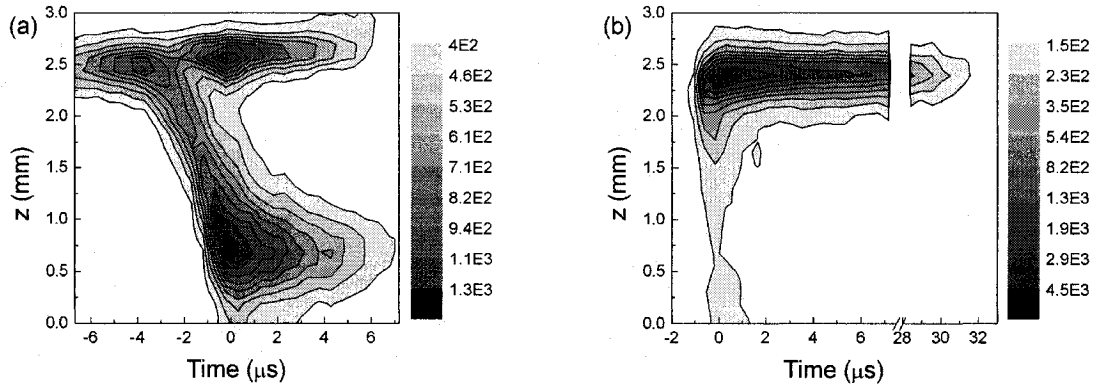 (a)
3.0
2.5
2.0
1.5
1.0
0.5
0.0
z (mm)
-6 -4 -2 0 2 4 6
Time (μs)
4E2
4.6E2
5.3E2
6.1E2
7.1E2
8.2E2
9.4E2
1.1E3
1.3E3
(b)
3.0
2.5
2.0
1.5
1.0
0.5
0.0
z (mm)
-2 0 2 4 6 28 30 32
Time (μs)
1.5E2
2.3E2
3.5E2
5.4E2
8.2E2
1.3E3
1.9E3
2.9E3
4.5E3